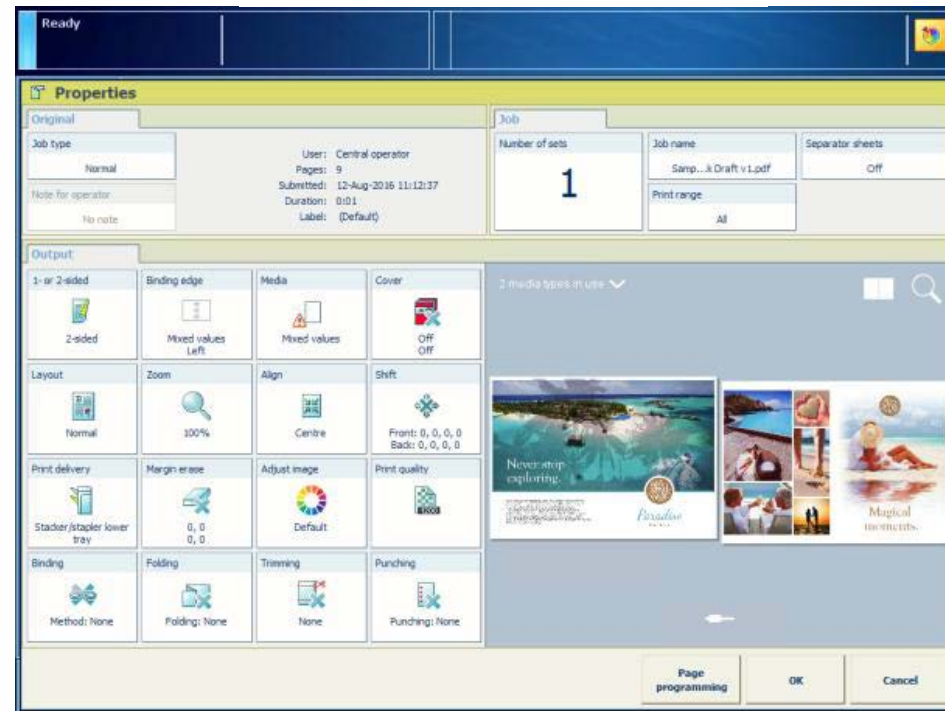 Ready
Properties
Original
Job type
Normal
Note for operator
No note
User: Central operator
Pages: 9
Submitted: 12-Aug-2016 11:12:37
Duration: 0:01
Label: (Default)
Job
Number of sets
1
Job name
Samp...k Draft v1.pdf
Print range
All
Separator sheets
Off
Output
1- or 2-sided
2-sided
Binding edge
Mixed values
Left
Media
Mixed values
Cover
Off
Off
Layout
Normal
Zoom
100%
Align
Centre
Shift
Front: 0, 0, 0, 0
Back: 0, 0, 0, 0
Print delivery
Stacker/stapler lower
tray
Margin erase
0, 0
0, 0
Adjust image
Default
Print quality
1200
Binding
Method: None
Folding
Folding: None
Trimming
None
Punching
Punching: None
2 media types in use
Never stop
exploring.
Paradise
Magical
moments.
Page
programming
OK
Cancel